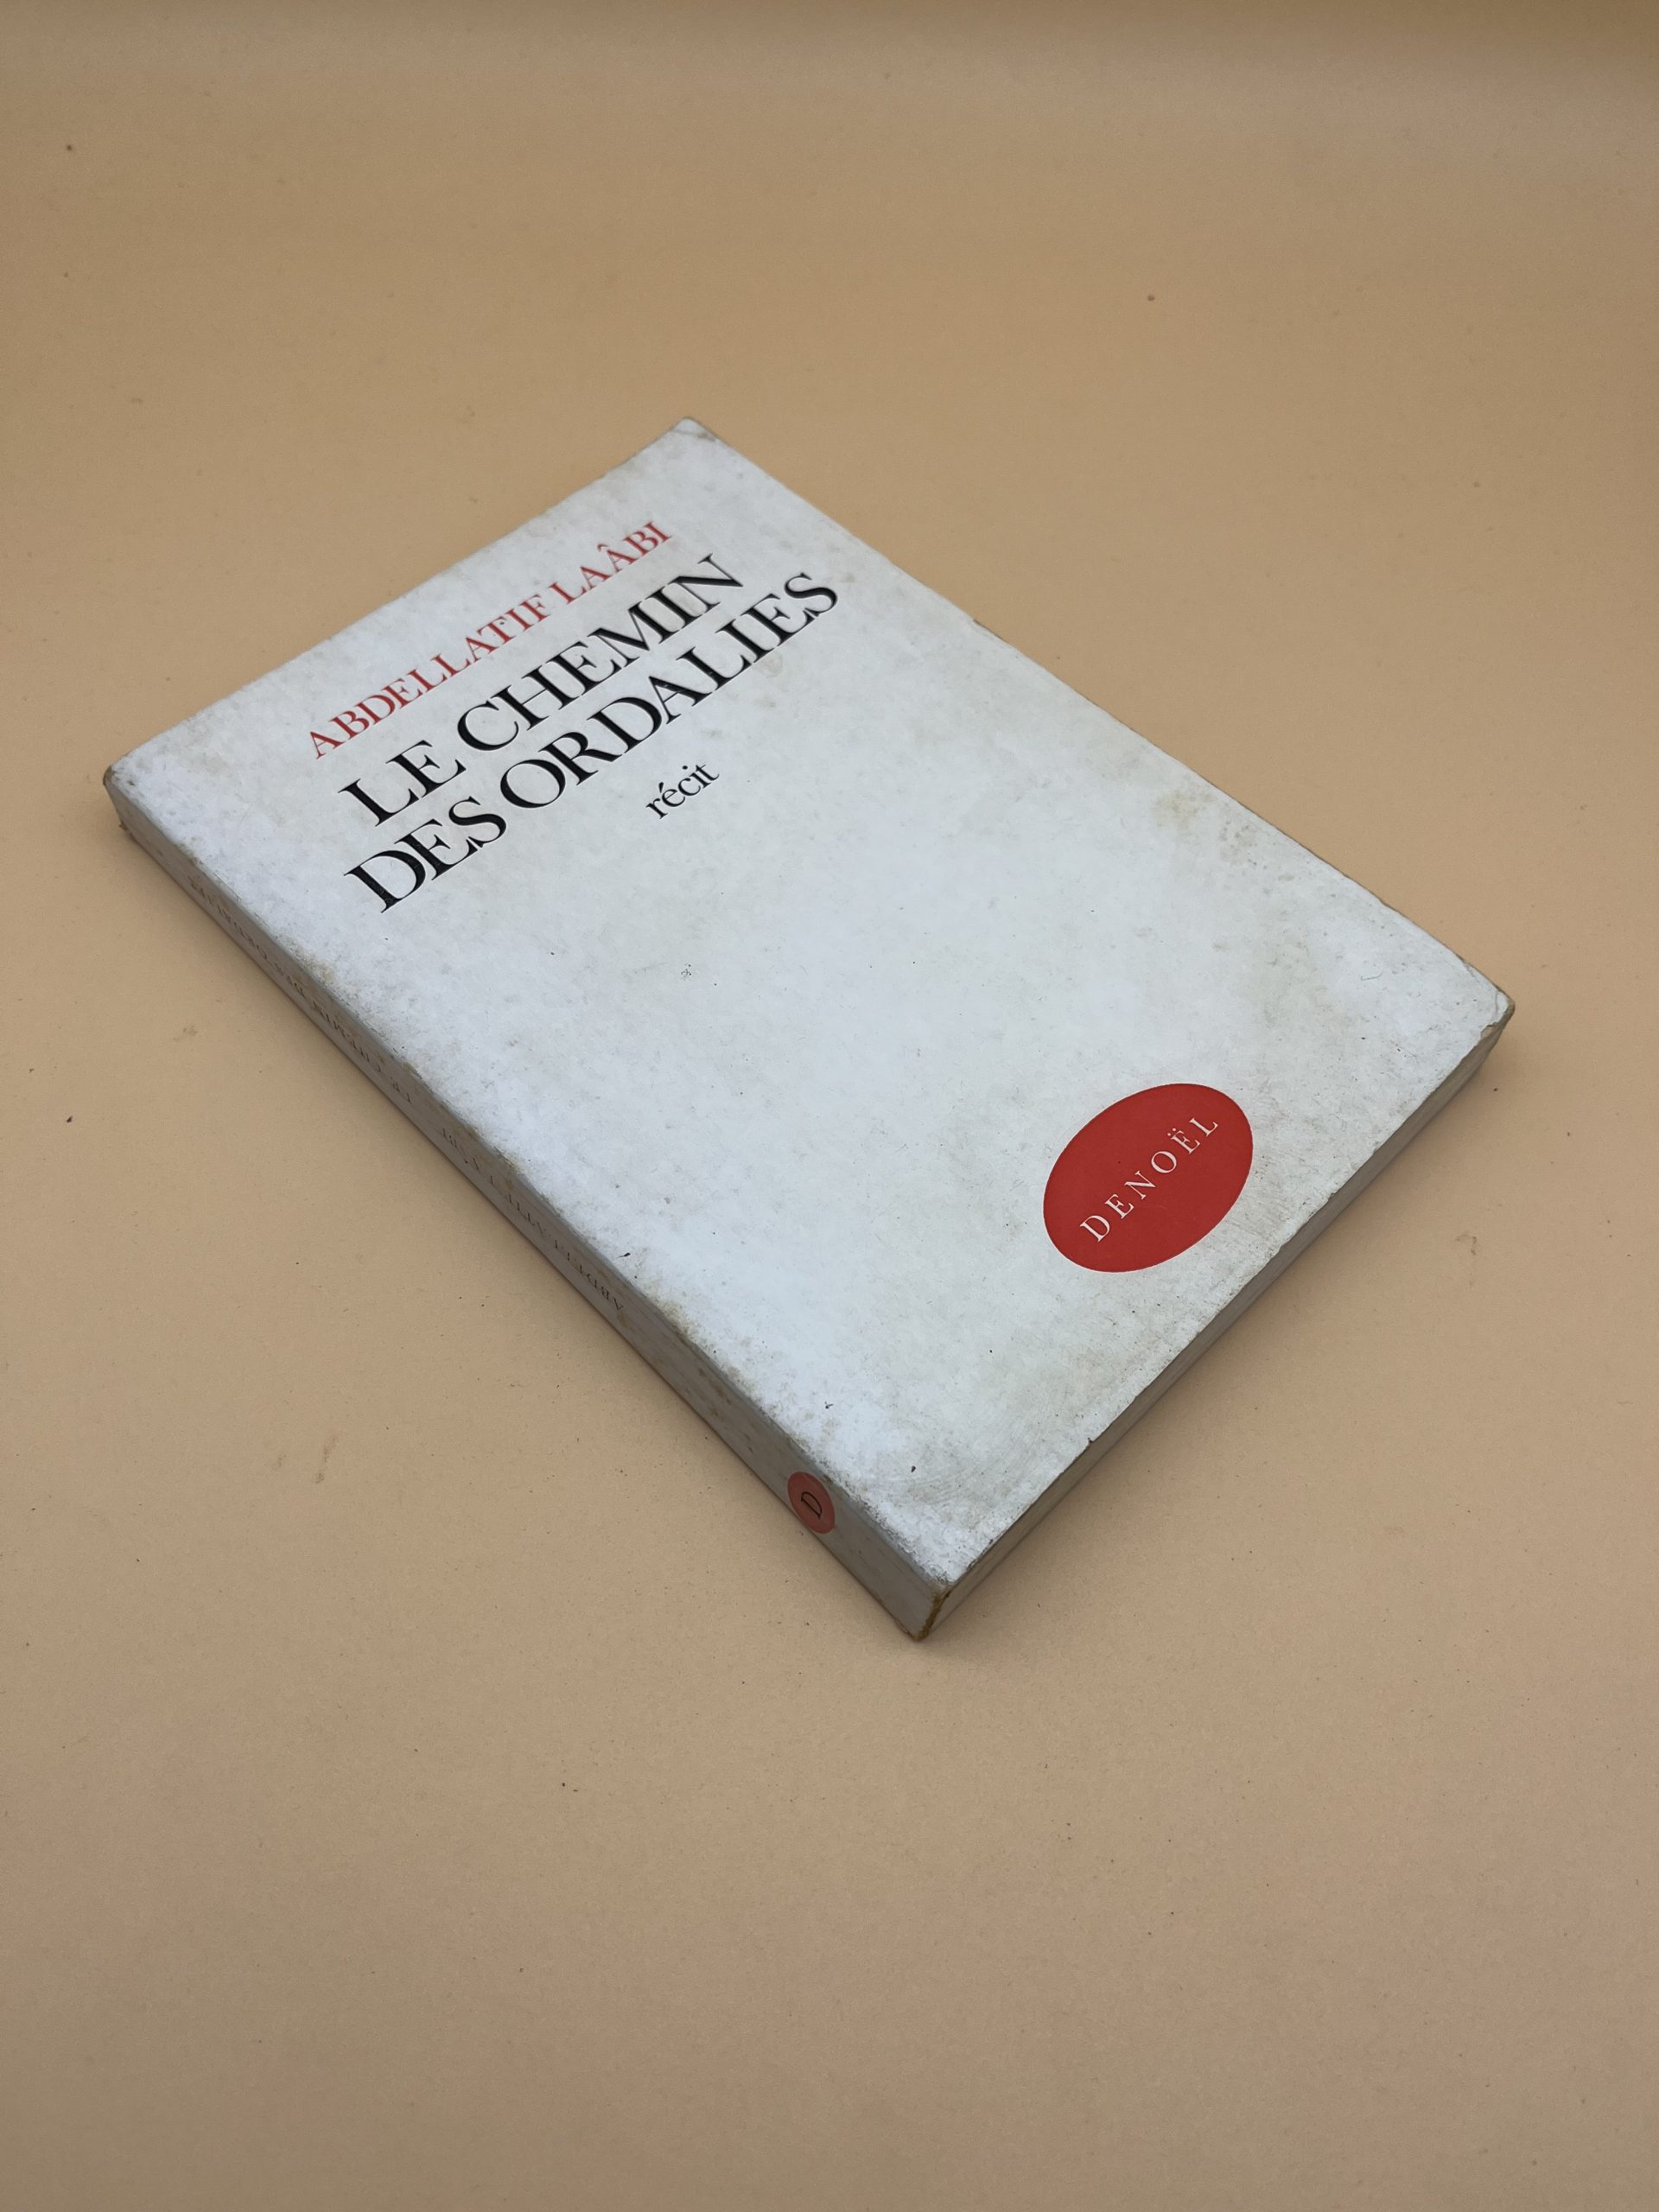 ABDELLATIF LAÂBI
LE CHEMIN
DES ORDALIES
récit
DENOËL
D